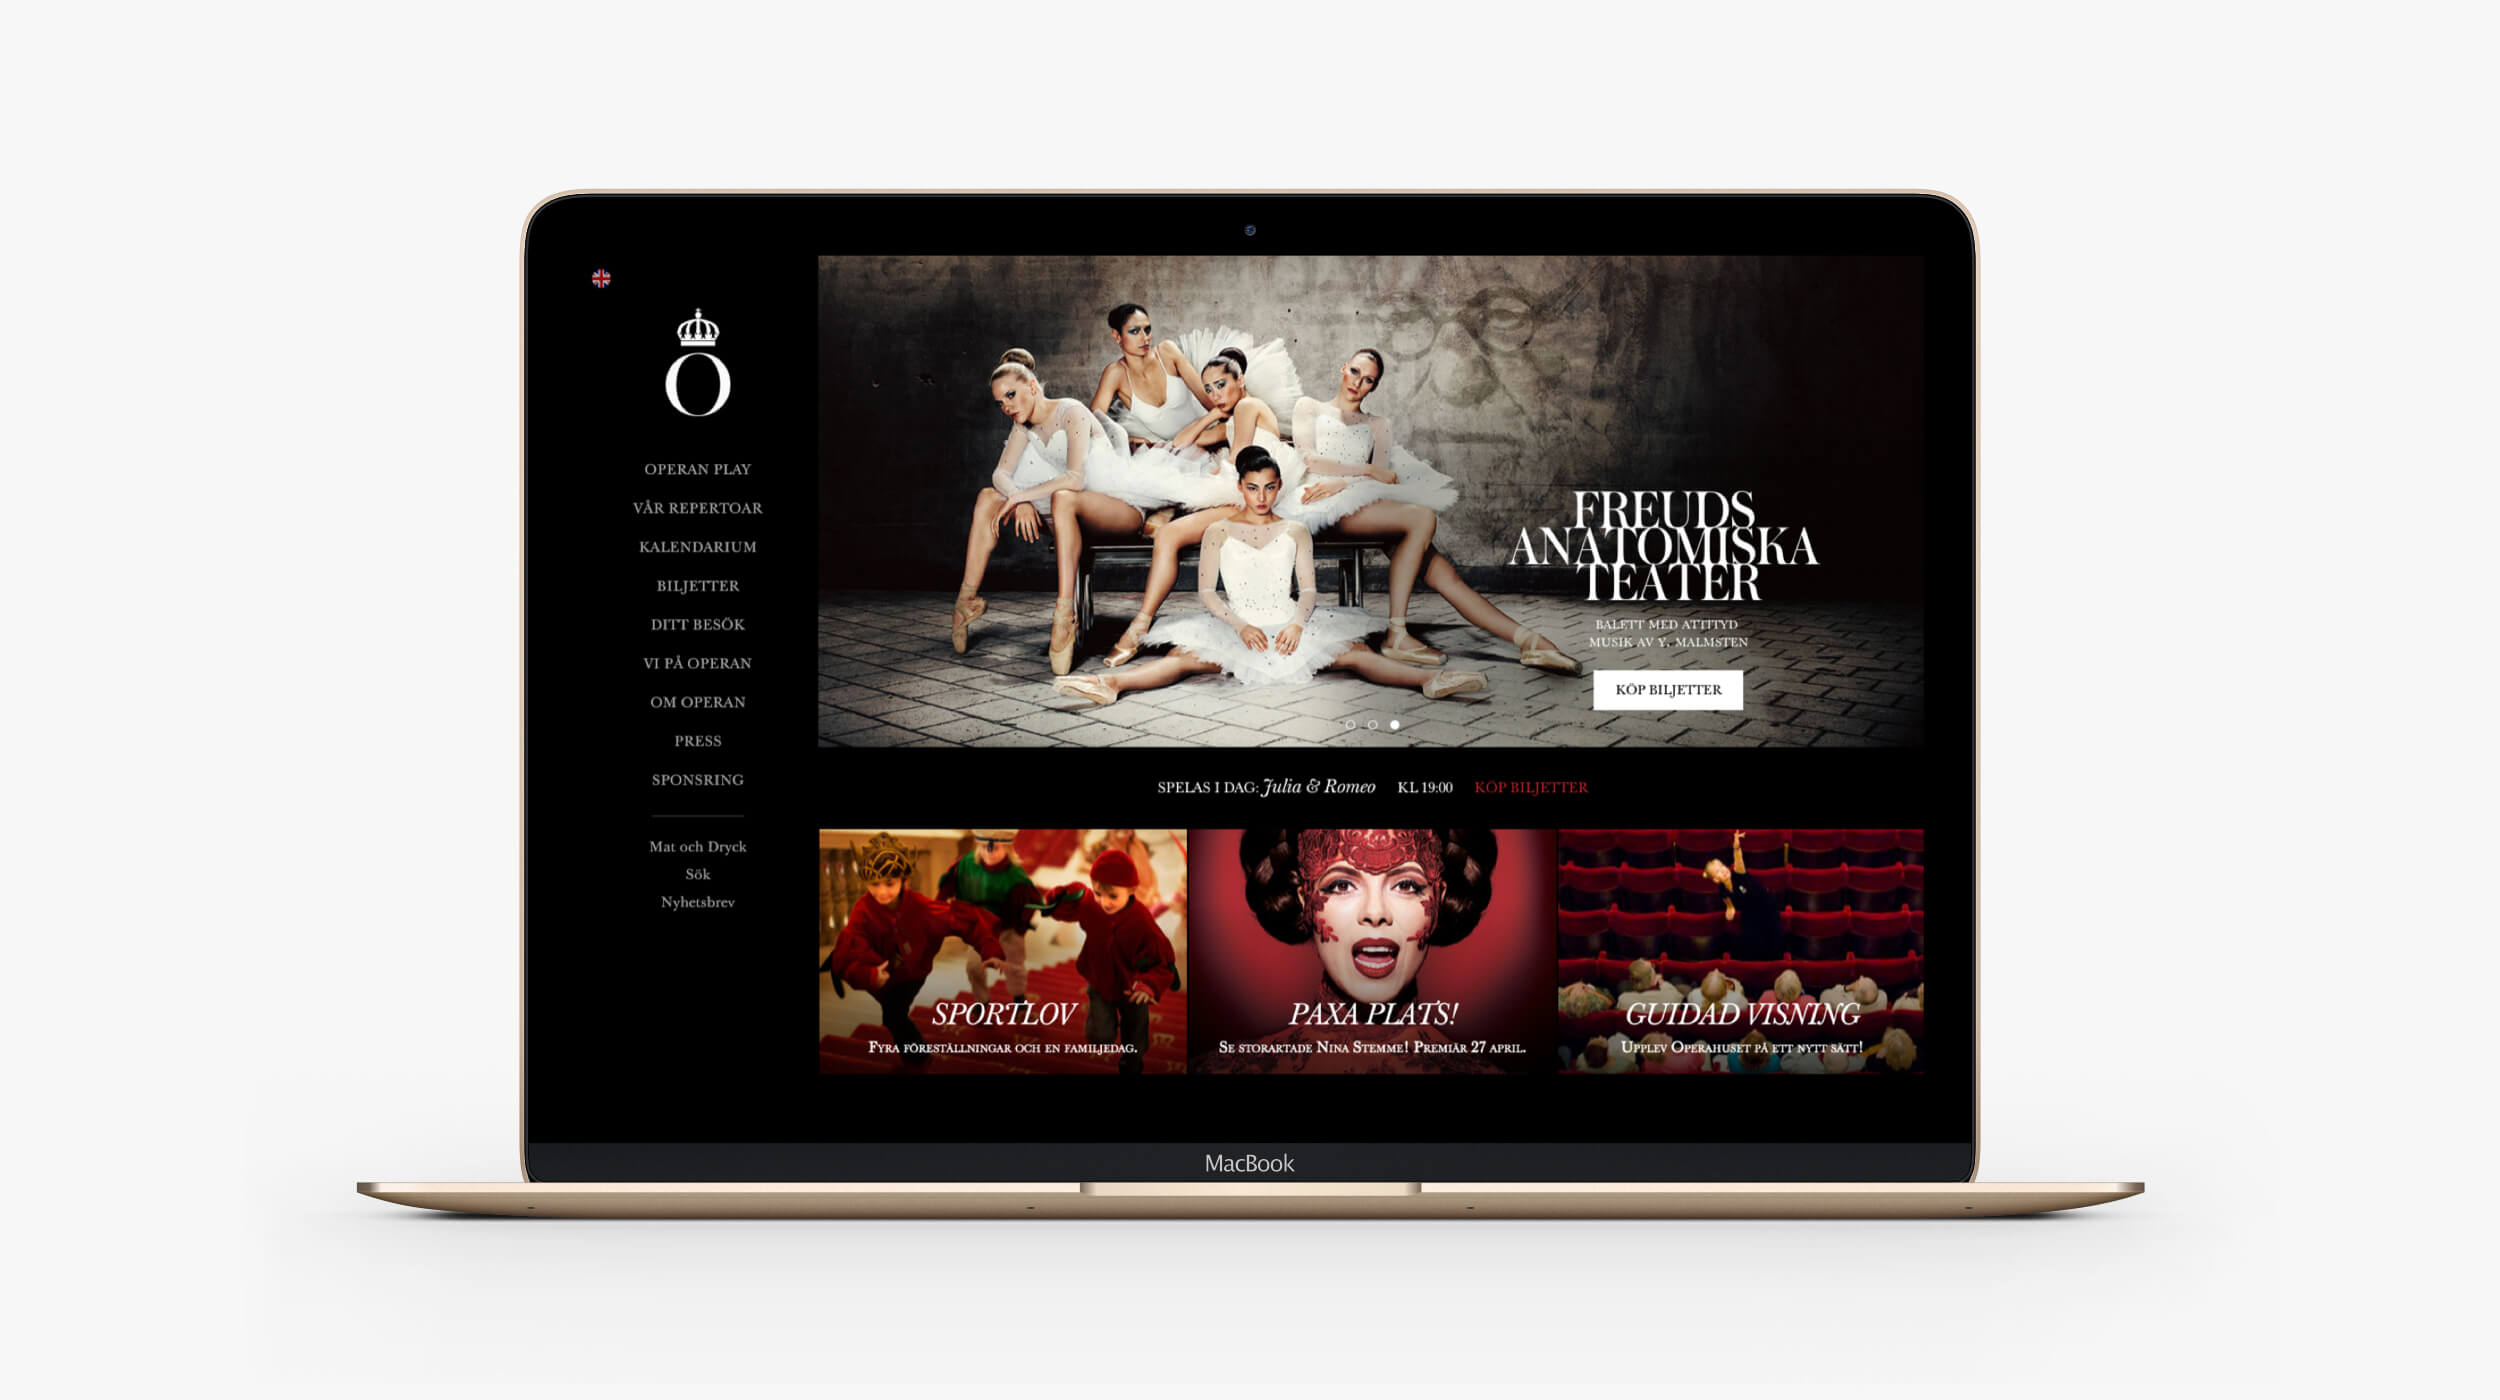 O
OPERAN PLAY
VÅR REPERTOAR
KALENDARIUM
BILJETTER
DITT BESÖK
VI PÅ OPERAN
OM OPERAN
PRESS
SPONSRING
Mat och Dryck
Sök
Nyhetsbrev
FREUDS
ANATOMISKA
TEATER
BALETT MED ATTITYD
MUSIK AV Y. MALMSTEN
KÖP BILJETTER
SPELAS I DAG: Julia & Romeo KL 19:00 KÖP BILJETTER
SPORTLOV
FYRA FÖRESTÄLLNINGAR OCH EN FAMILJEDAG.
PAXA PLATS!
SE STORARTADE NINA STEMME! PREMIÄR 27 APRIL.
GUIDAD VISNING
UPPLEV OPERAHUSET PÅ ETT NYTT SÄTT!
MacBook